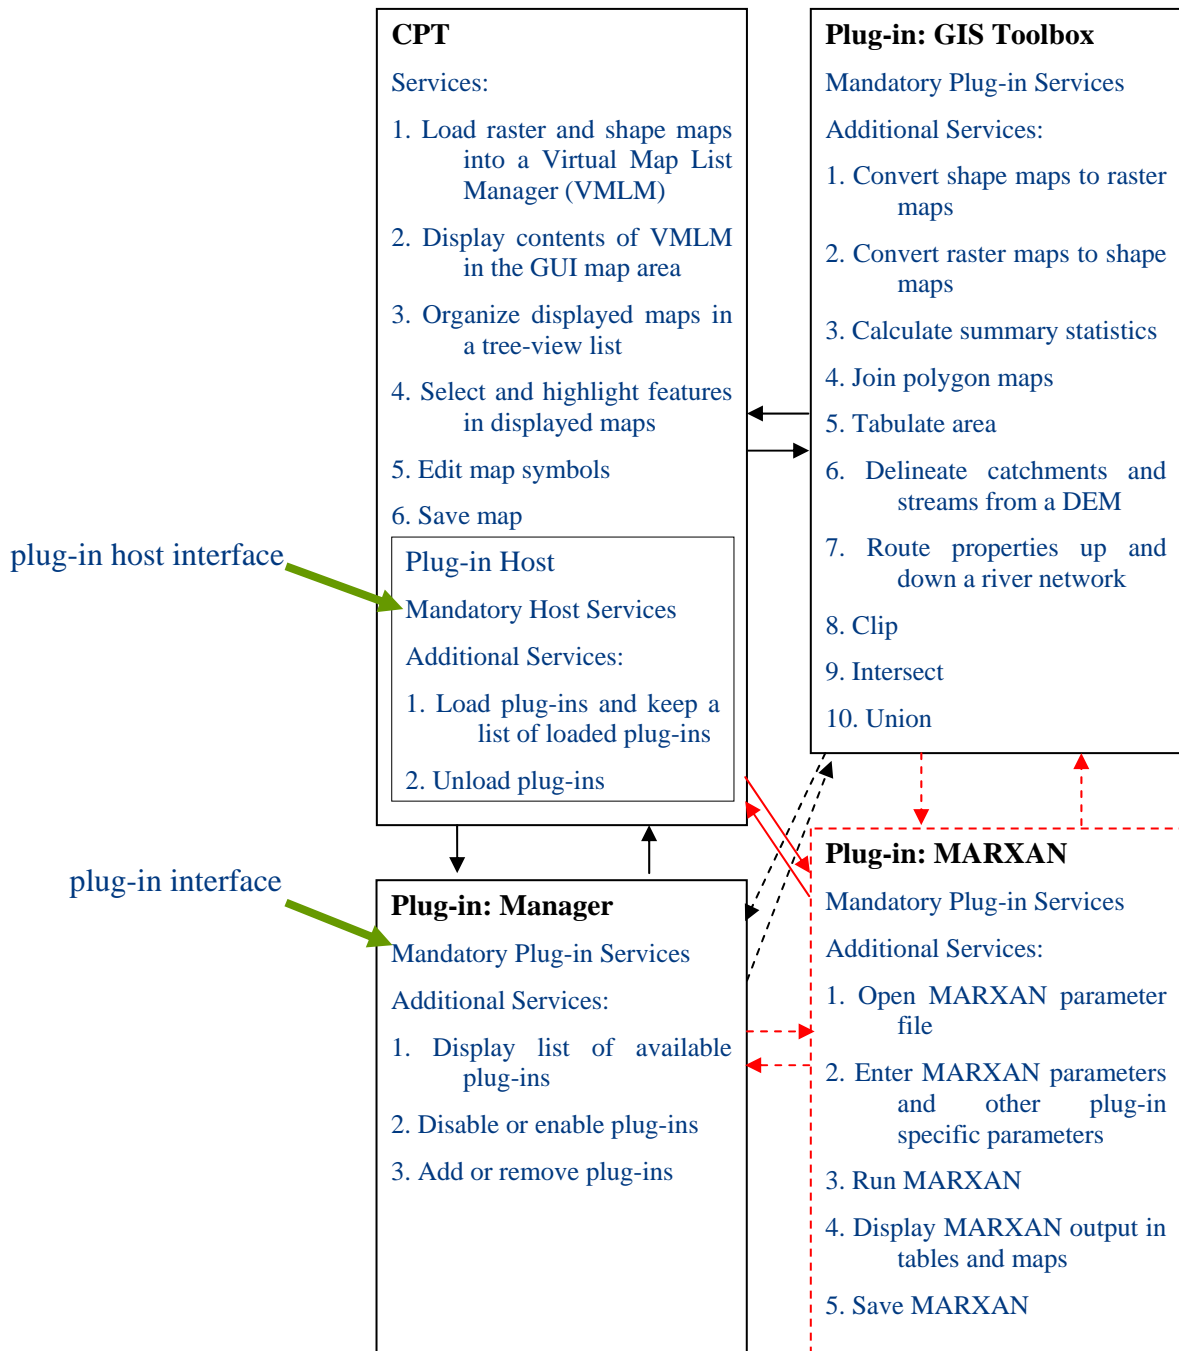 CPT
Services:
1. Load raster and shape maps
into a Virtual Map List
Manager (VMLM)
2. Display contents of VMLM
in the GUI map area
3. Organize displayed maps in
a tree-view list
4. Select and highlight features
in displayed maps
5. Edit map symbols
6. Save map
plug-in host interface
Plug-in Host
Mandatory Host Services
Additional Services:
1. Load plug-ins and keep a
list of loaded plug-ins
2. Unload plug-ins
Plug-in: GIS Toolbox
Mandatory Plug-in Services
Additional Services:
1. Convert shape maps to raster
maps
2. Convert raster maps to shape
maps
3. Calculate summary statistics
4. Join polygon maps
5. Tabulate area
6. Delineate catchments and
streams from a DEM
7. Route properties up and
down a river network
8. Clip
9. Intersect
10. Union
plug-in interface
Plug-in: Manager
Mandatory Plug-in Services
Additional Services:
1. Display list of available
plug-ins
2. Disable or enable plug-ins
3. Add or remove plug-ins
Plug-in: MARXAN
Mandatory Plug-in Services
Additional Services:
1. Open MARXAN parameter
file
2. Enter MARXAN parameters
and other plug-in
specific parameters
3. Run MARXAN
4. Display MARXAN output in
tables and maps
5. Save MARXAN